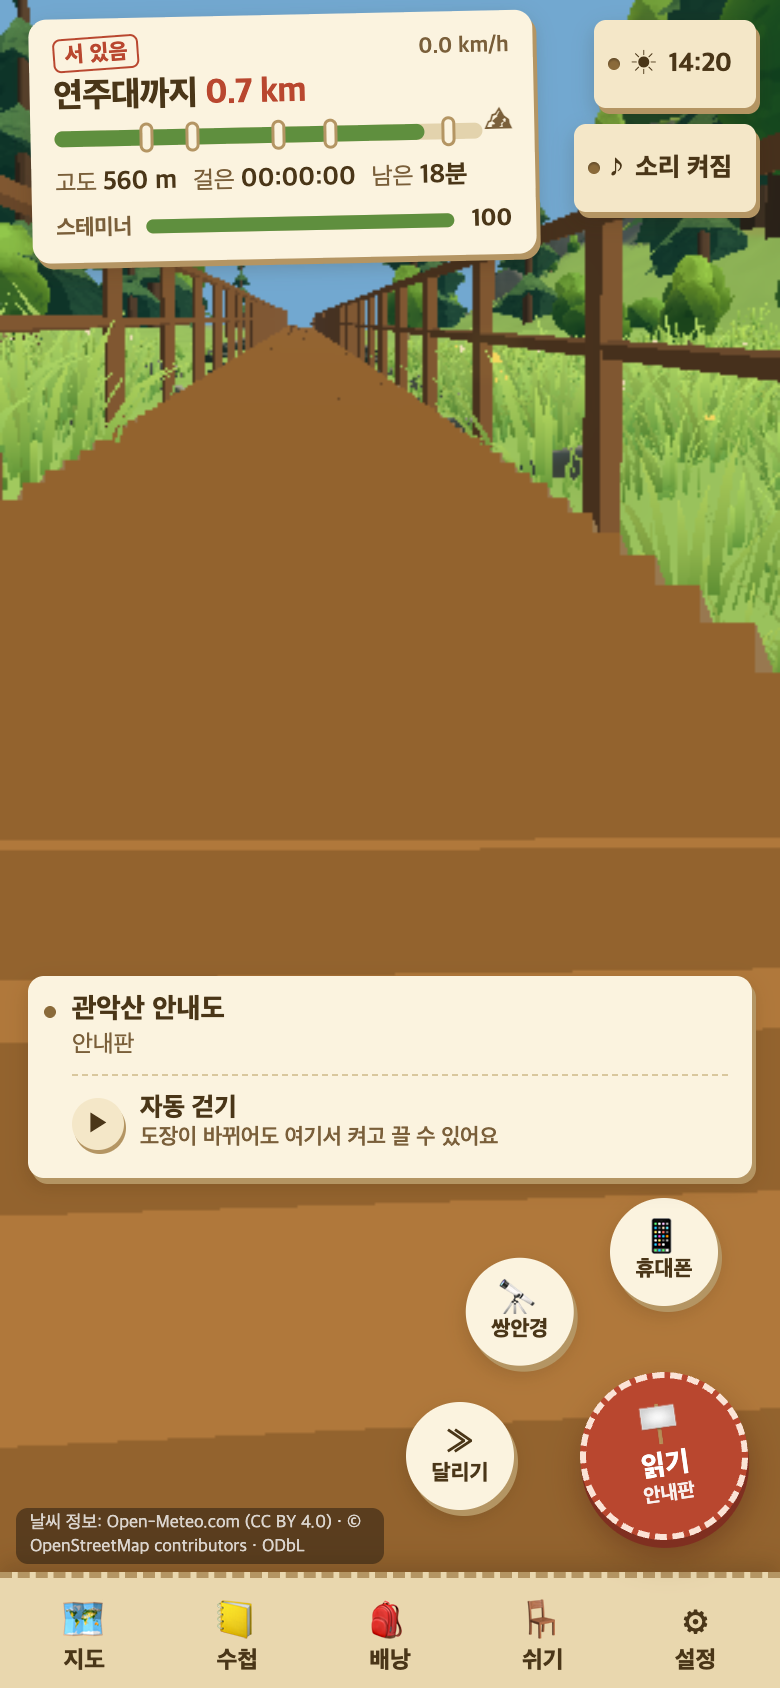 서 있음
0.0 km/h
연주대까지 0.7 km
고도 560 m 걸은 00:00:00 남은 18분
스테미너 100
14:20
♪ 소리 켜짐
관악산 안내도
안내판
자동 걷기
도장이 바뀌어도 여기서 켜고 끌 수 있어요
휴대폰
쌍안경
달리기
읽기
안내판
날씨 정보: Open-Meteo.com (CC BY 4.0) · ©
OpenStreetMap contributors · ODbL
지도 수첩 배낭 쉬기 설정